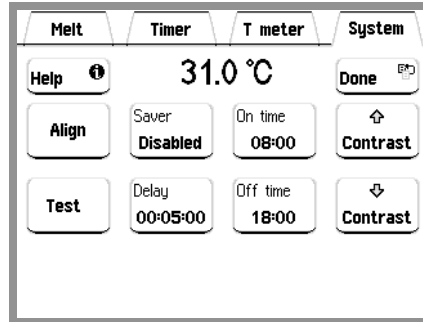 Melt Timer T meter System
Help 31.0 °C Done
Align Saver Disabled On time 08:00 Contrast
Test Delay 00:05:00 Off time 18:00 Contrast